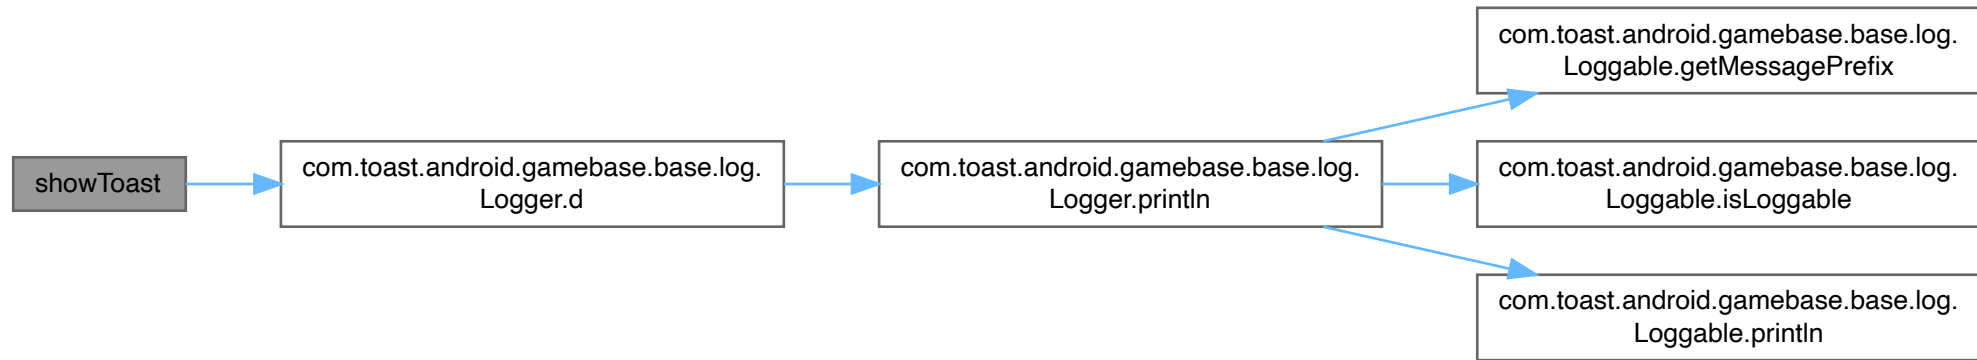 showToast
com.toast.android.gamebase.base.log.
Logger.d
com.toast.android.gamebase.base.log.
Logger.println
com.toast.android.gamebase.base.log.
Loggable.getMessagePrefix
com.toast.android.gamebase.base.log.
Loggable.isLoggable
com.toast.android.gamebase.base.log.
Loggable.println